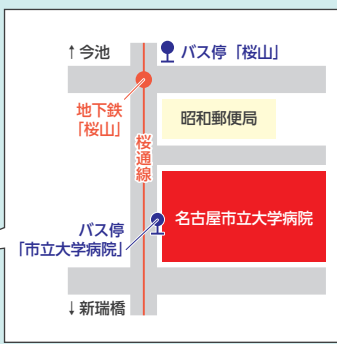 ↑今池
バス停「桜山」
地下鉄
「桜山」
昭和郵便局
桜通線
名古屋市立大学病院
バス停
「市立大学病院」
↓新瑞橋